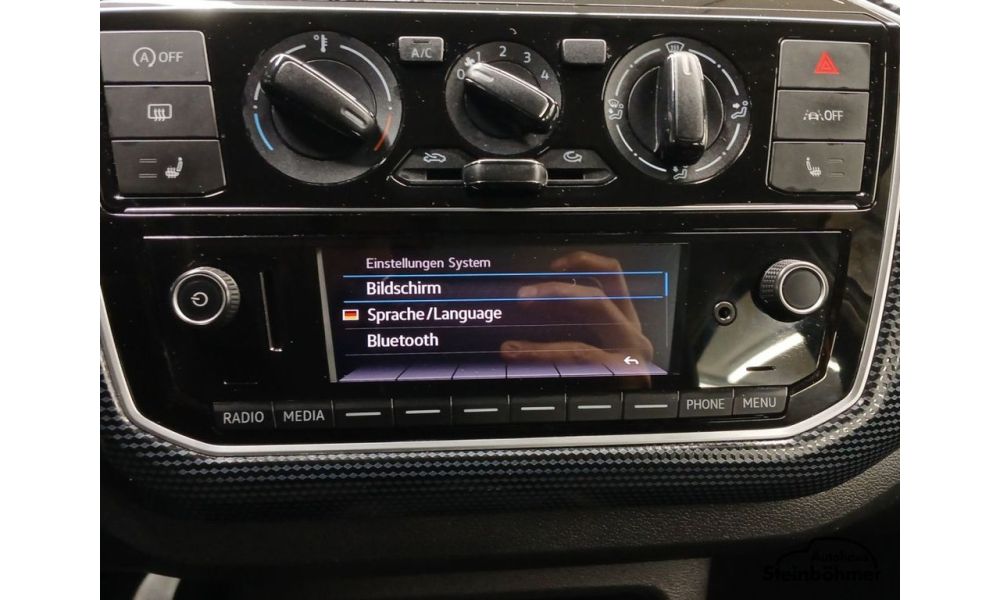 A OFF
A/C
0 1 2 3 4
OFF
Einstellungen System
Bildschirm
Sprache/Language
Bluetooth
RADIO MEDIA PHONE MENU
Autohaus
Steinböhmer